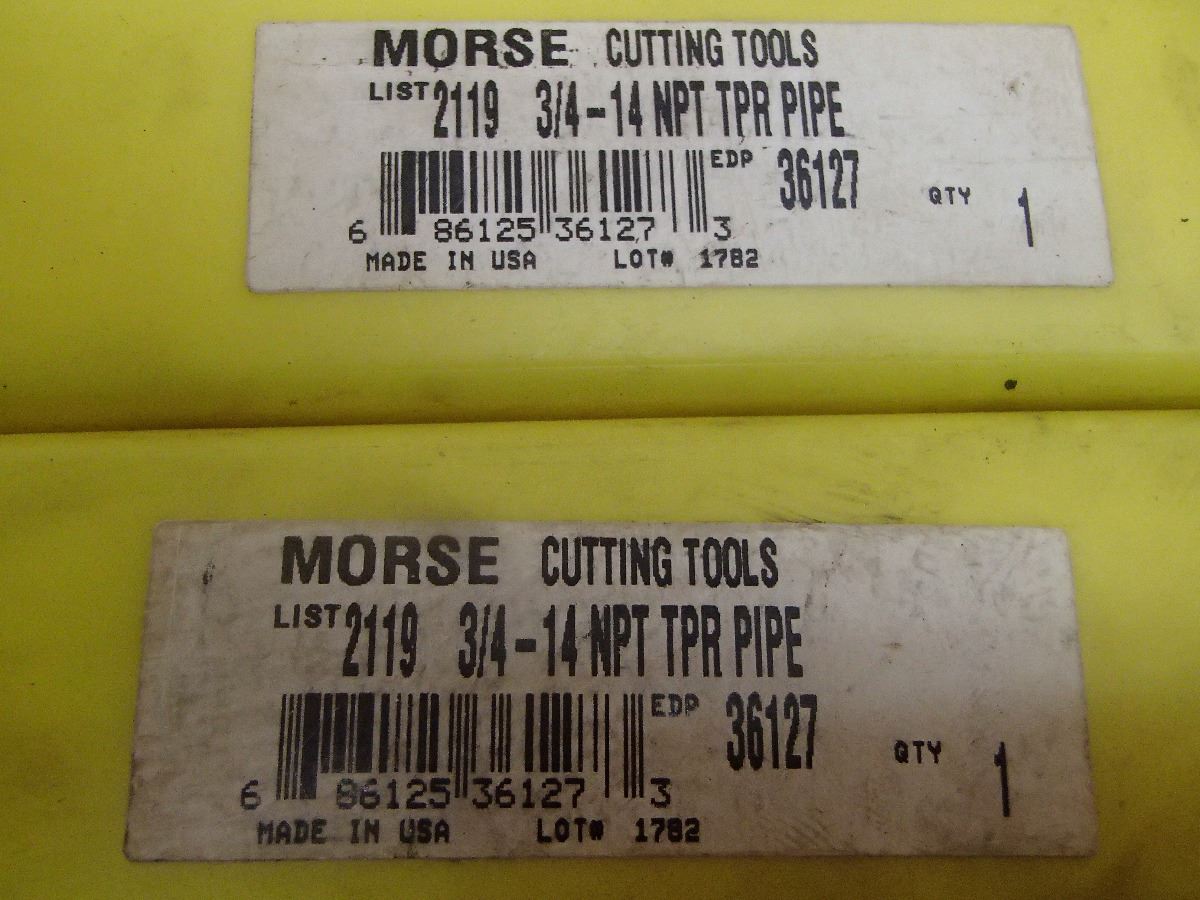 MORSE CUTTING TOOLS
LIST 2119 3/4-14 NPT TPR PIPE
EDP 36127
QTY 1
6 86125 36127 3
MADE IN USA LOT# 1782
MORSE CUTTING TOOLS
LIST 2119 3/4-14 NPT TPR PIPE
EDP 36127
QTY 1
6 86125 36127 3
MADE IN USA LOT# 1782